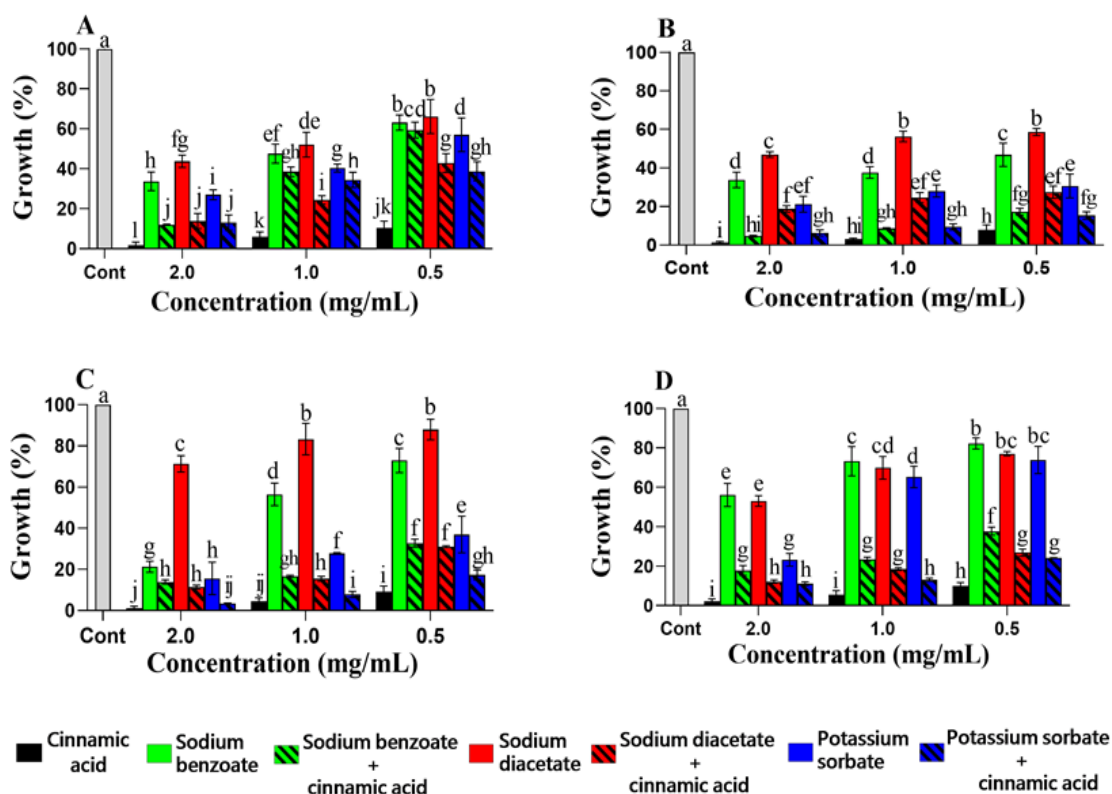 A
Growth (%)
100
80
60
40
20
0
a
l
h
j
fg
j
i
j
k
ef
gh
de
i
g
h
jk
b
cd
b
g
d
gh
Cont
2.0
1.0
0.5
Concentration (mg/mL)
B
Growth (%)
100
80
60
40
20
0
a
i
d
hi
c
f
ef
gh
hi
d
gh
b
ef
e
gh
h
c
fg
b
ef
e
fg
Cont
2.0
1.0
0.5
Concentration (mg/mL)
C
Growth (%)
100
80
60
40
20
0
a
j
g
h
c
h
h
ij
ij
d
gh
b
h
f
i
i
c
f
b
f
e
gh
Cont
2.0
1.0
0.5
Concentration (mg/mL)
D
Growth (%)
100
80
60
40
20
0
a
i
e
g
e
h
g
h
i
c
g
cd
g
d
h
h
b
f
bc
g
bc
g
Cont
2.0
1.0
0.5
Concentration (mg/mL)
Cinnamic
acid
Sodium
benzoate
Sodium benzoate
+
cinnamic acid
Sodium
diacetate
Sodium diacetate
+
cinnamic acid
Potassium
sorbate
Potassium sorbate
+
cinnamic acid